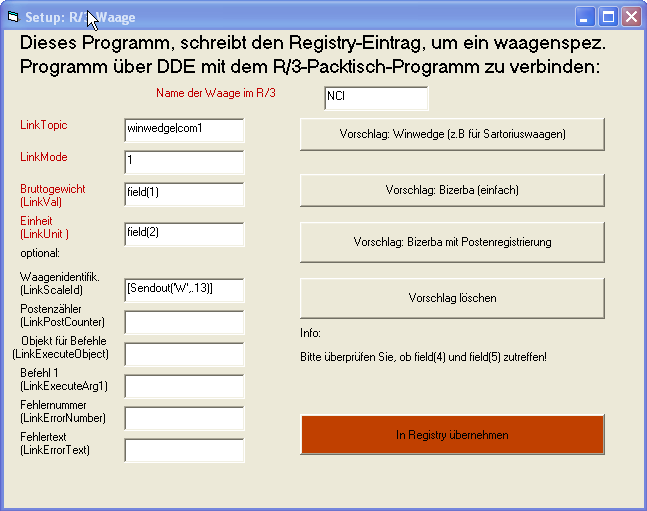 Setup: R/3 Waage
Dieses Programm, schreibt den Registry-Eintrag, um ein waagenspez.
Programm über DDE mit dem R/3-Packtisch-Programm zu verbinden:
Name der Waage im R/3
NCI
LinkTopic
winwedge|com1
Vorschlag: Winwedge (z.B für Sartoriuswaagen)
LinkMode
1
Bruttogewicht
(LinkVal)
field(1)
Vorschlag: Bizerba (einfach)
Einheit
(LinkUnit )
field(2)
Vorschlag: Bizerba mit Postenregistrierung
optional:
Waagenidentifik.
(LinkScaleId)
[Sendout('W',.13)]
Vorschlag löschen
Postenzähler
(LinkPostCounter)
Info:
Objekt für Befehle
(LinkExecuteObject)
Bitte überprüfen Sie, ob field(4) und field(5) zutreffen!
Befehl 1
(LinkExecuteArg1)
Fehlernummer
(LinkErrorNumber)
In Registry übernehmen
Fehlertext
(LinkErrorText)